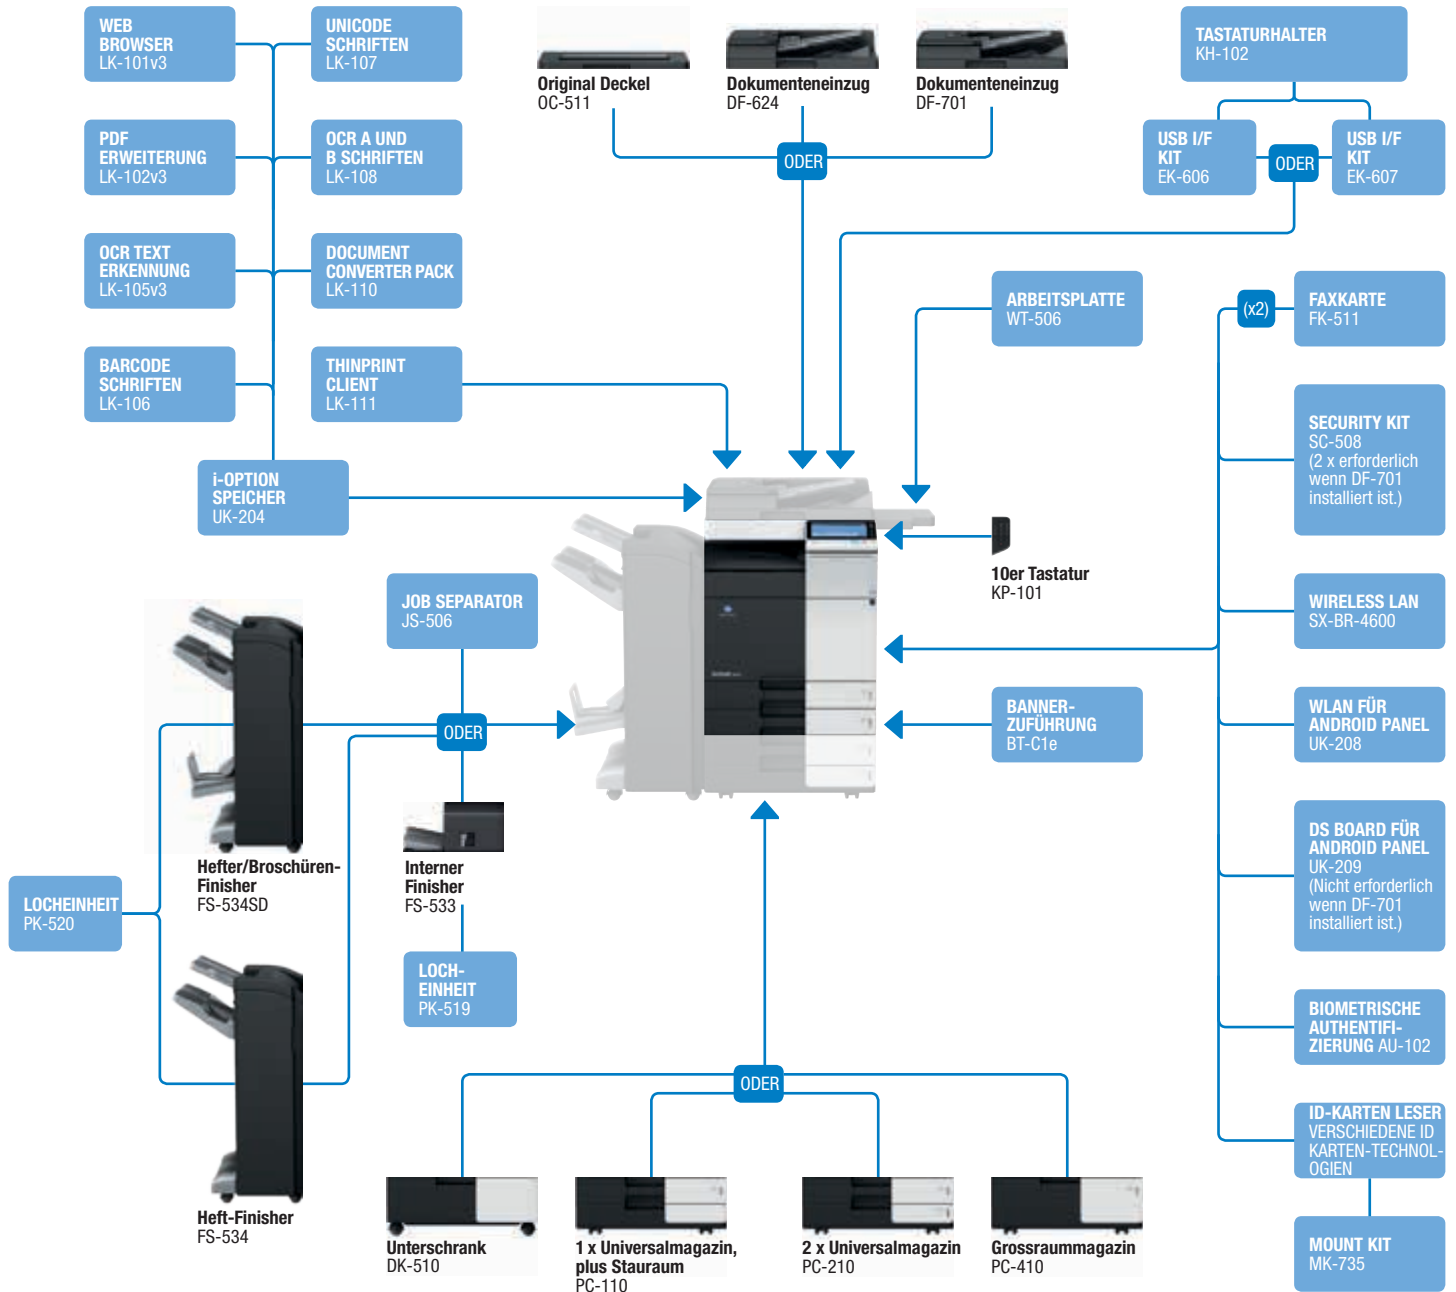 WEB
BROWSER
LK-101v3
UNICODE
SCHRIFTEN
LK-107
PDF
ERWEITERUNG
LK-102v3
OCR A UND
B SCHRIFTEN
LK-108
OCR TEXT
ERKENNUNG
LK-105v3
DOCUMENT
CONVERTER PACK
LK-110
BARCODE
SCHRIFTEN
LK-106
THINPRINT
CLIENT
LK-111
i-OPTION
SPEICHER
UK-204
Original Deckel
OC-511
Dokumenteneinzug
DF-624
Dokumenteneinzug
DF-701
ODER
TASTATURHALTER
KH-102
USB I/F
KIT
EK-606
ODER
USB I/F
KIT
EK-607
ARBEITSPLATTE
WT-506
(x2)
FAXKARTE
FK-511
SECURITY KIT
SC-508
(2 x erforderlich
wenn DF-701
installiert ist.)
10er Tastatur
KP-101
WIRELESS LAN
SX-BR-4600
BANNER-
ZUFÜHRUNG
BT-C1e
WLAN FÜR
ANDROID PANEL
UK-208
DS BOARD FÜR
ANDROID PANEL
UK-209
(Nicht erforderlich
wenn DF-701
installiert ist.)
BIOMETRISCHE
AUTHENTIFI-
ZIERUNG AU-102
ID-KARTEN LESER
VERSCHIEDENE ID
KARTEN-TECHNOL-
OGIEN
MOUNT KIT
MK-735
JOB SEPARATOR
JS-506
ODER
Hefter/Broschüren-
Finisher
FS-534SD
Interner
Finisher
FS-533
LOCHEINHEIT
PK-520
LOCH-
EINHEIT
PK-519
Heft-Finisher
FS-534
ODER
Unterschrank
DK-510
1 x Universalmagazin,
plus Stauraum
PC-110
2 x Universalmagazin
PC-210
Grossraummagazin
PC-410